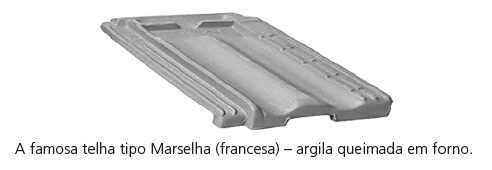 A famosa telha tipo Marselha (francesa) – argila queimada em forno.